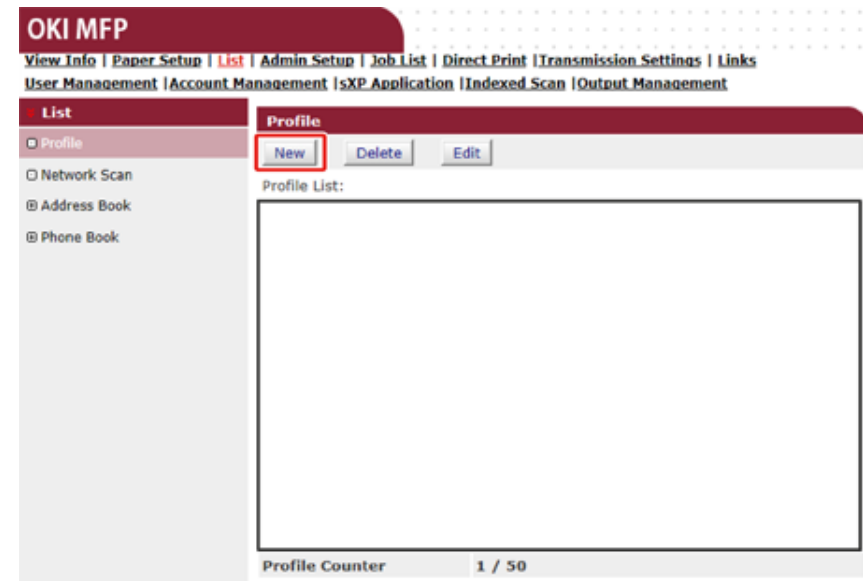 OKI MFP
View Info | Paper Setup | List | Admin Setup | Job List | Direct Print |Transmission Settings | Links
User Management |Account Management |sXP Application |Indexed Scan |Output Management
List
Profile
Network Scan
Address Book
Phone Book
Profile
New Delete Edit
Profile List:
Profile Counter 1 / 50